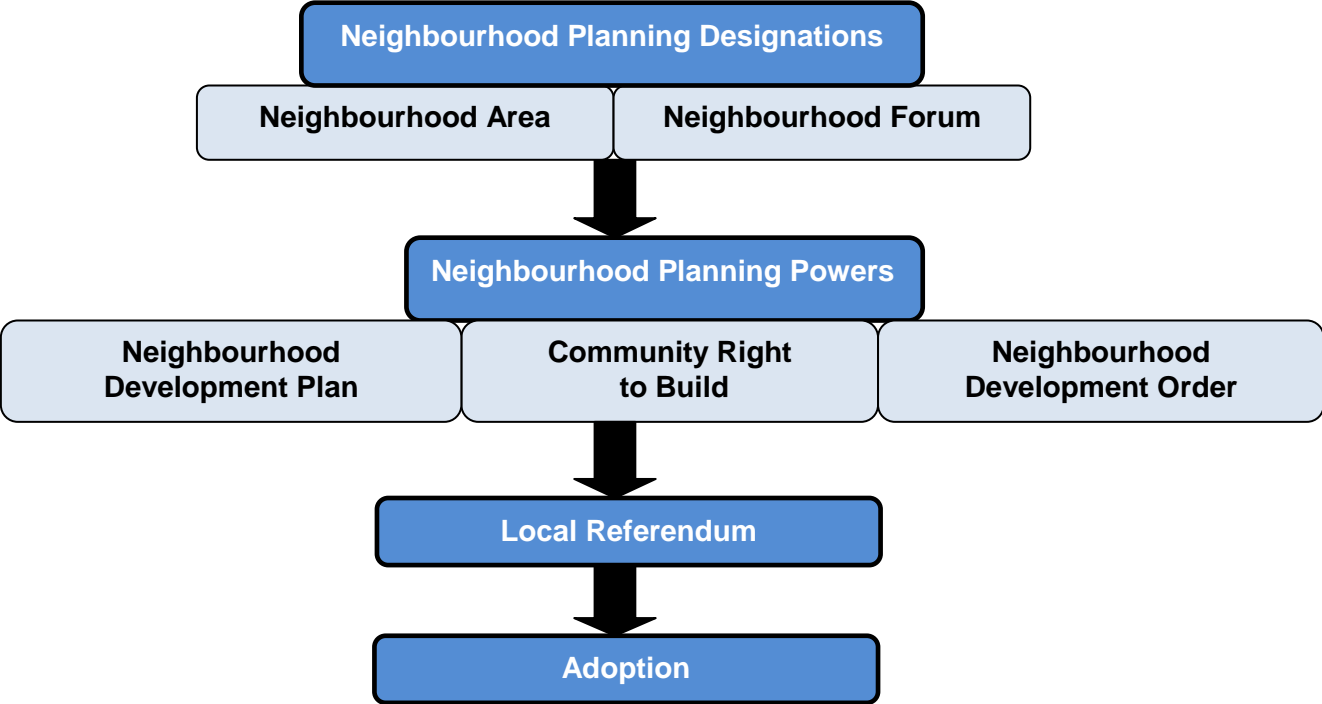 Neighbourhood Planning Designations
Neighbourhood Area
Neighbourhood Forum
Neighbourhood Planning Powers
Neighbourhood
Development Plan
Community Right
to Build
Neighbourhood
Development Order
Local Referendum
Adoption